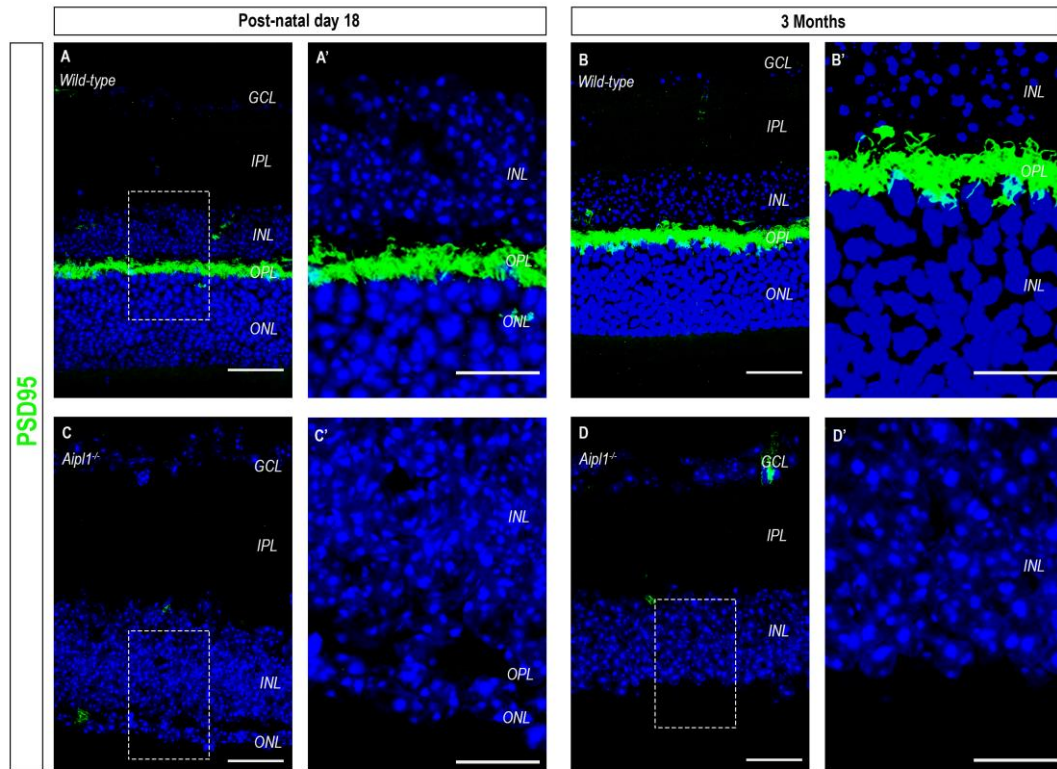 Post-natal day 18
3 Months
PSD95
A
Wild-type
GCL
IPL
INL
OPL
ONL
A'
INL
OPL
ONL
B
Wild-type
GCL
IPL
INL
OPL
ONL
B'
INL
OPL
INL
C
Aipl1-/-
GCL
IPL
INL
ONL
C'
INL
OPL
ONL
D
Aipl1-/-
GCL
IPL
INL
D'
INL